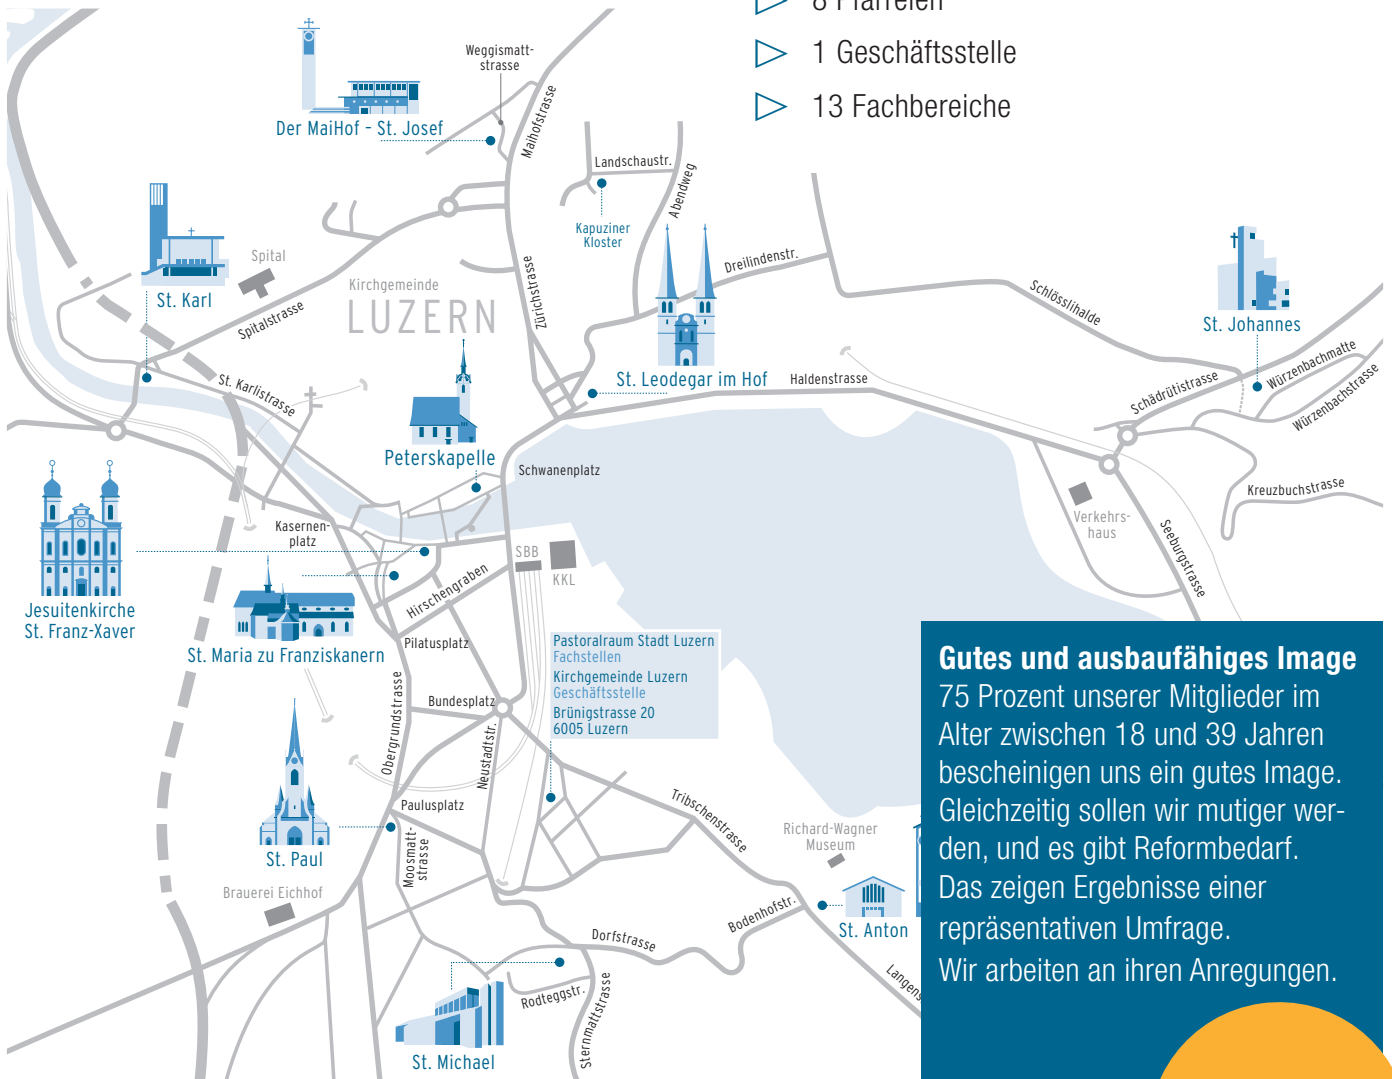 8 Pfarreien
1 Geschäftsstelle
13 Fachbereiche
Weggismatt-
strasse
Maihofstrasse
Der MaiHof - St. Josef
Landschaustr.
Abendweg
Kapuziner
Kloster
Dreilindenstr.
Spital
St. Karl
Spitalstrasse
Kirchgemeinde
LUZERN
Zürichstrasse
Schlösslihalde
St. Johannes
St. Leodegar im Hof
Haldenstrasse
St. Karlistrasse
Schädrütistrasse
Würzenbachmatte
Würzenbachstrasse
Peterskapelle
Schwanenplatz
Kreuzbuchstrasse
Verkehrs-
haus
Seeburgstrasse
Kasernen-
platz
SBB
KKL
Hirschengraben
Jesuitenkirche
St. Franz-Xaver
St. Maria zu Franziskanern
Pilatusplatz
Pastoralraum Stadt Luzern
Fachstellen
Kirchgemeinde Luzern
Geschäftsstelle
Brünigstrasse 20
6005 Luzern
Obergrundstrasse
Bundesplatz
Neustadtstr.
Paulusplatz
Moosmatt-
strasse
St. Paul
Brauerei Eichhof
Tribschenstrasse
Richard-Wagner
Museum
St. Anton
Bodenhofstr.
Dorfstrasse
Rodteggstr.
Sternmattstrasse
St. Michael
Langens
Gutes und ausbaufähiges Image
75 Prozent unserer Mitglieder im
Alter zwischen 18 und 39 Jahren
bescheinigen uns ein gutes Image.
Gleichzeitig sollen wir mutiger wer-
den, und es gibt Reformbedarf.
Das zeigen Ergebnisse einer
repräsentativen Umfrage.
Wir arbeiten an ihren Anregungen.